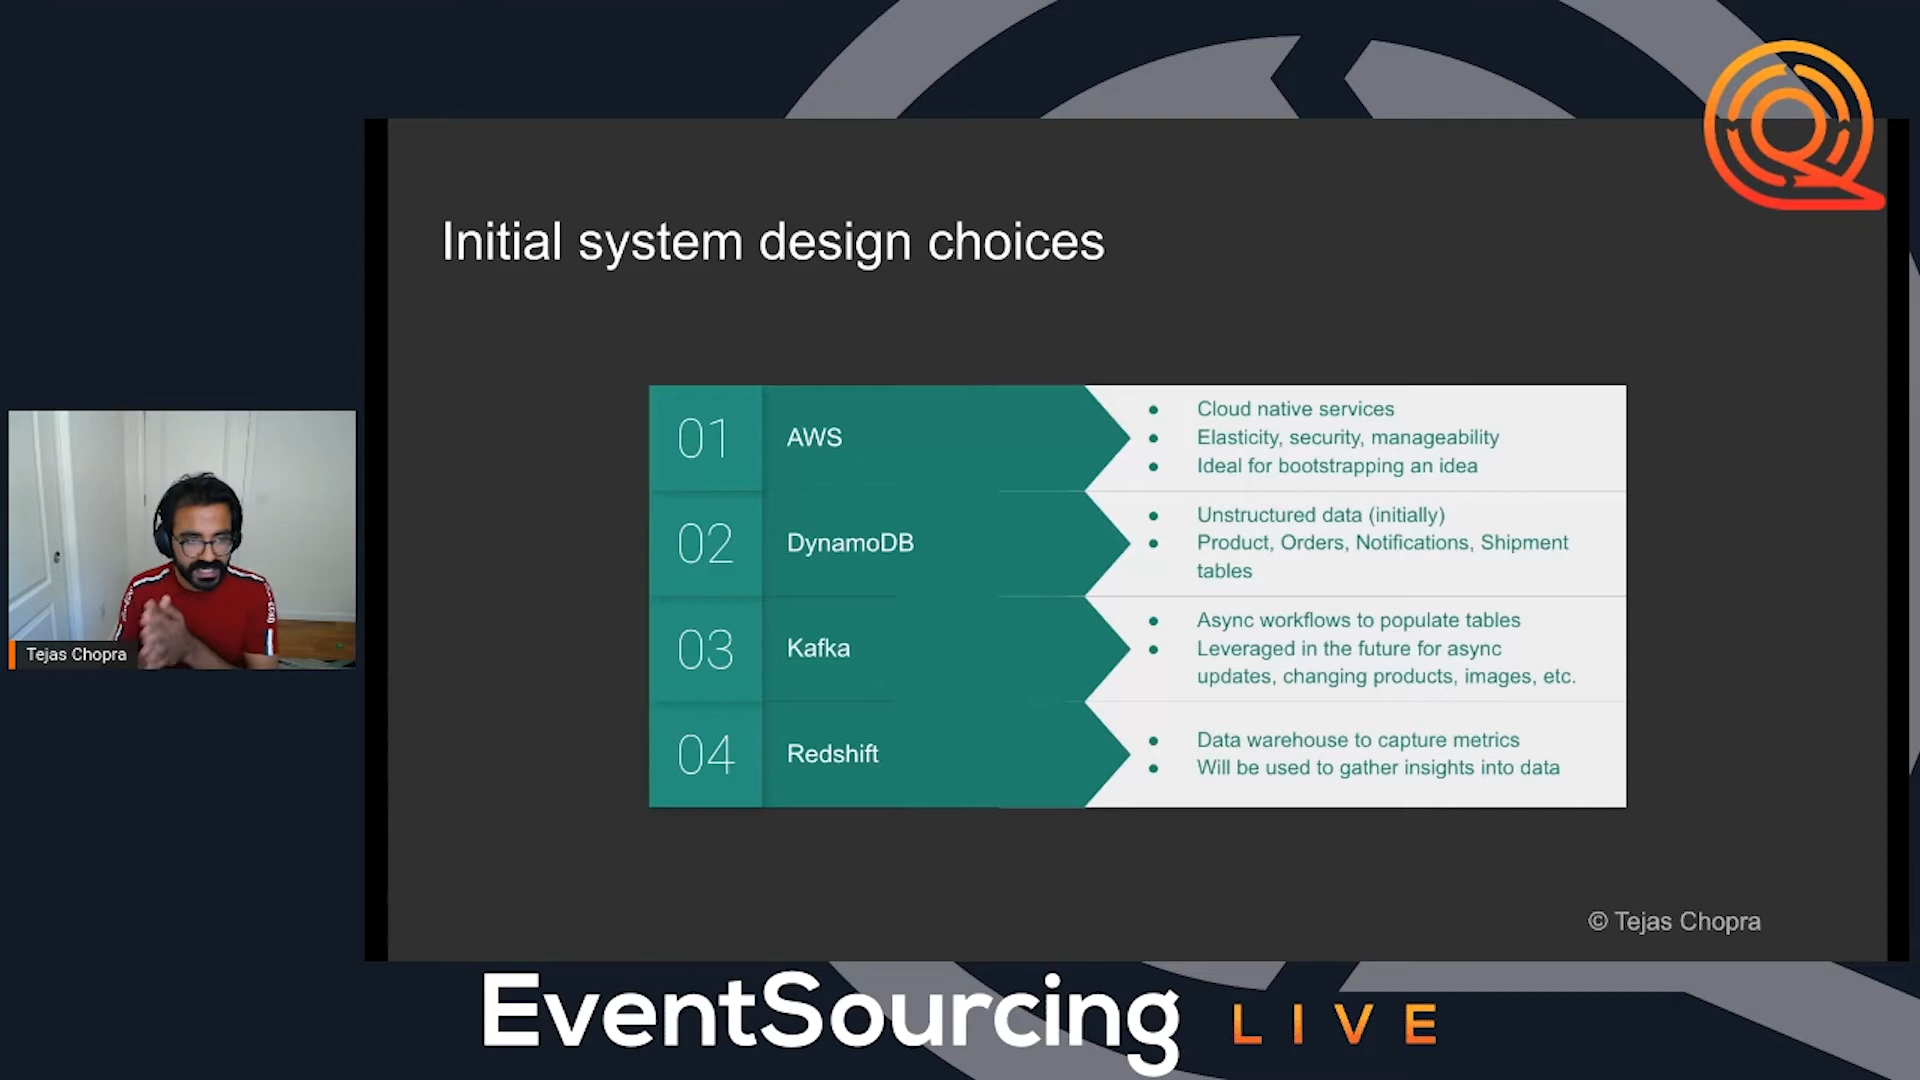 Initial system design choices
01
AWS
Cloud native services
Elasticity, security, manageability
Ideal for bootstrapping an idea
02
DynamoDB
Unstructured data (initially)
Product, Orders, Notifications, Shipment
tables
03
Kafka
Async workflows to populate tables
Leveraged in the future for async
updates, changing products, images, etc.
04
Redshift
Data warehouse to capture metrics
Will be used to gather insights into data
Tejas Chopra
© Tejas Chopra
EventSourcing LIVE